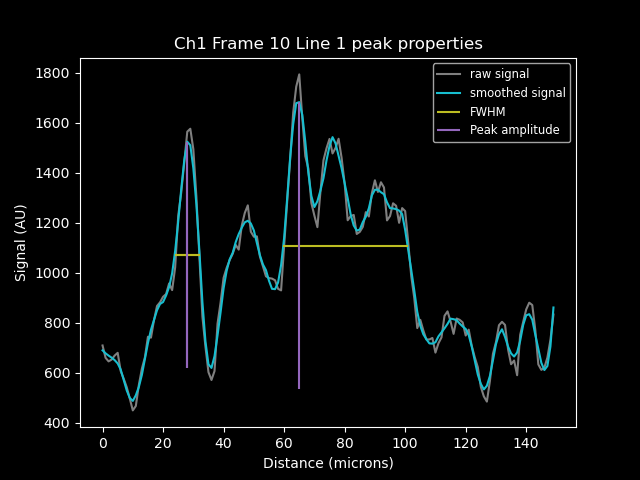 Ch1 Frame 10 Line 1 peak properties
raw signal
smoothed signal
FWHM
Peak amplitude
Signal (AU)
1800
1600
1400
1200
1000
800
600
400
0 20 40 60 80 100 120 140
Distance (microns)